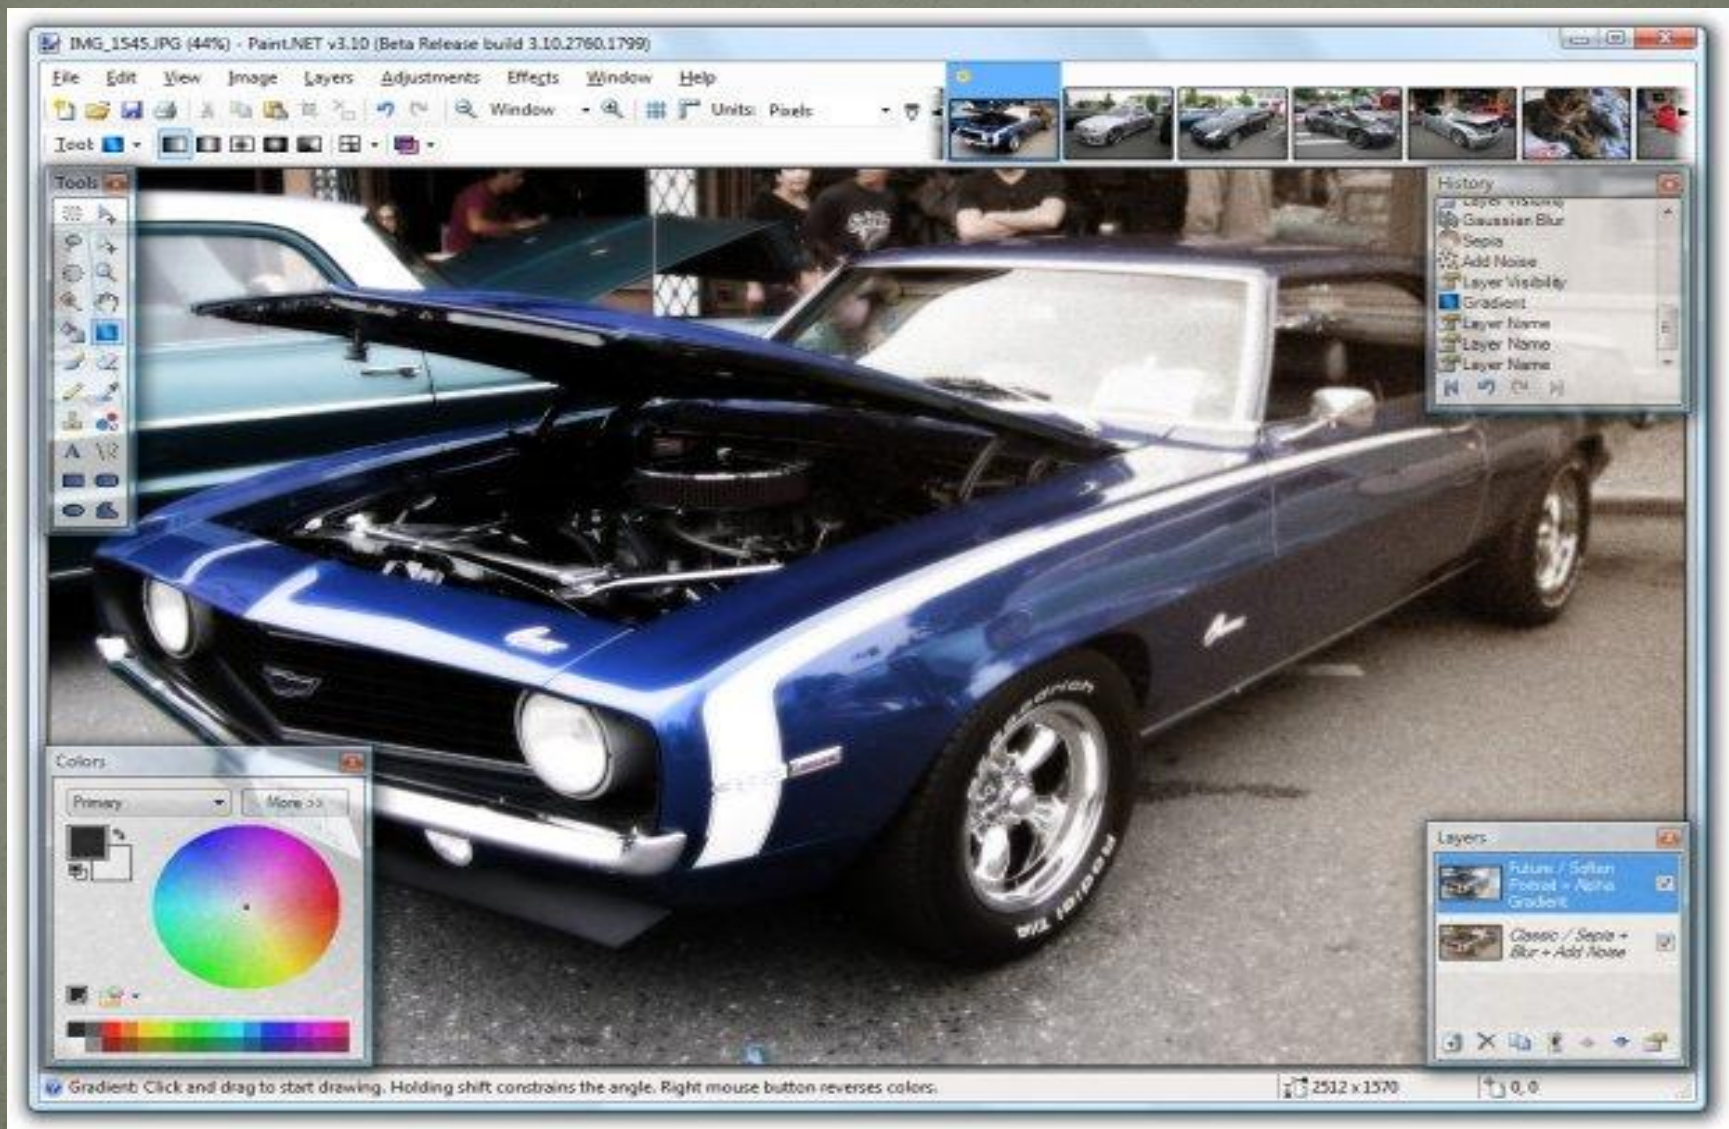 IMG_1545.JPG (44%) - Paint.NET v3.10 (Beta Release build 3.10.2760.1799)
File Edit View Image Layers Adjustments Effects Window Help
Window Units: Pixels
Tool:
Tools
History
Layer Visibility
Gaussian Blur
Sepia
Add Noise
Layer Visibility
Gradient
Layer Name
Layer Name
Layer Name
A
Radial T/A
Colors
Primary More >>
Layers
Future / Soften
Portrait + Alpha
Gradient
Classic / Sepia +
Blur + Add Noise
Gradient: Click and drag to start drawing. Holding shift constrains the angle. Right mouse button reverses colors.
2512 x 1570
0, 0